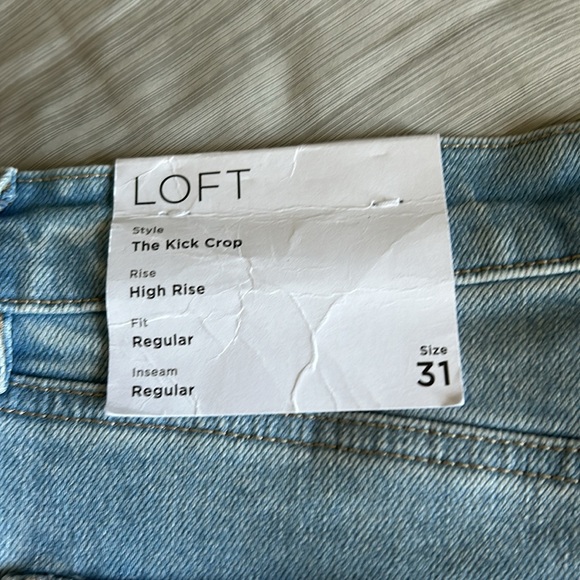 LOFT
Style
The Kick Crop
Rise
High Rise
Fit
Regular
Inseam
Regular
Size
31